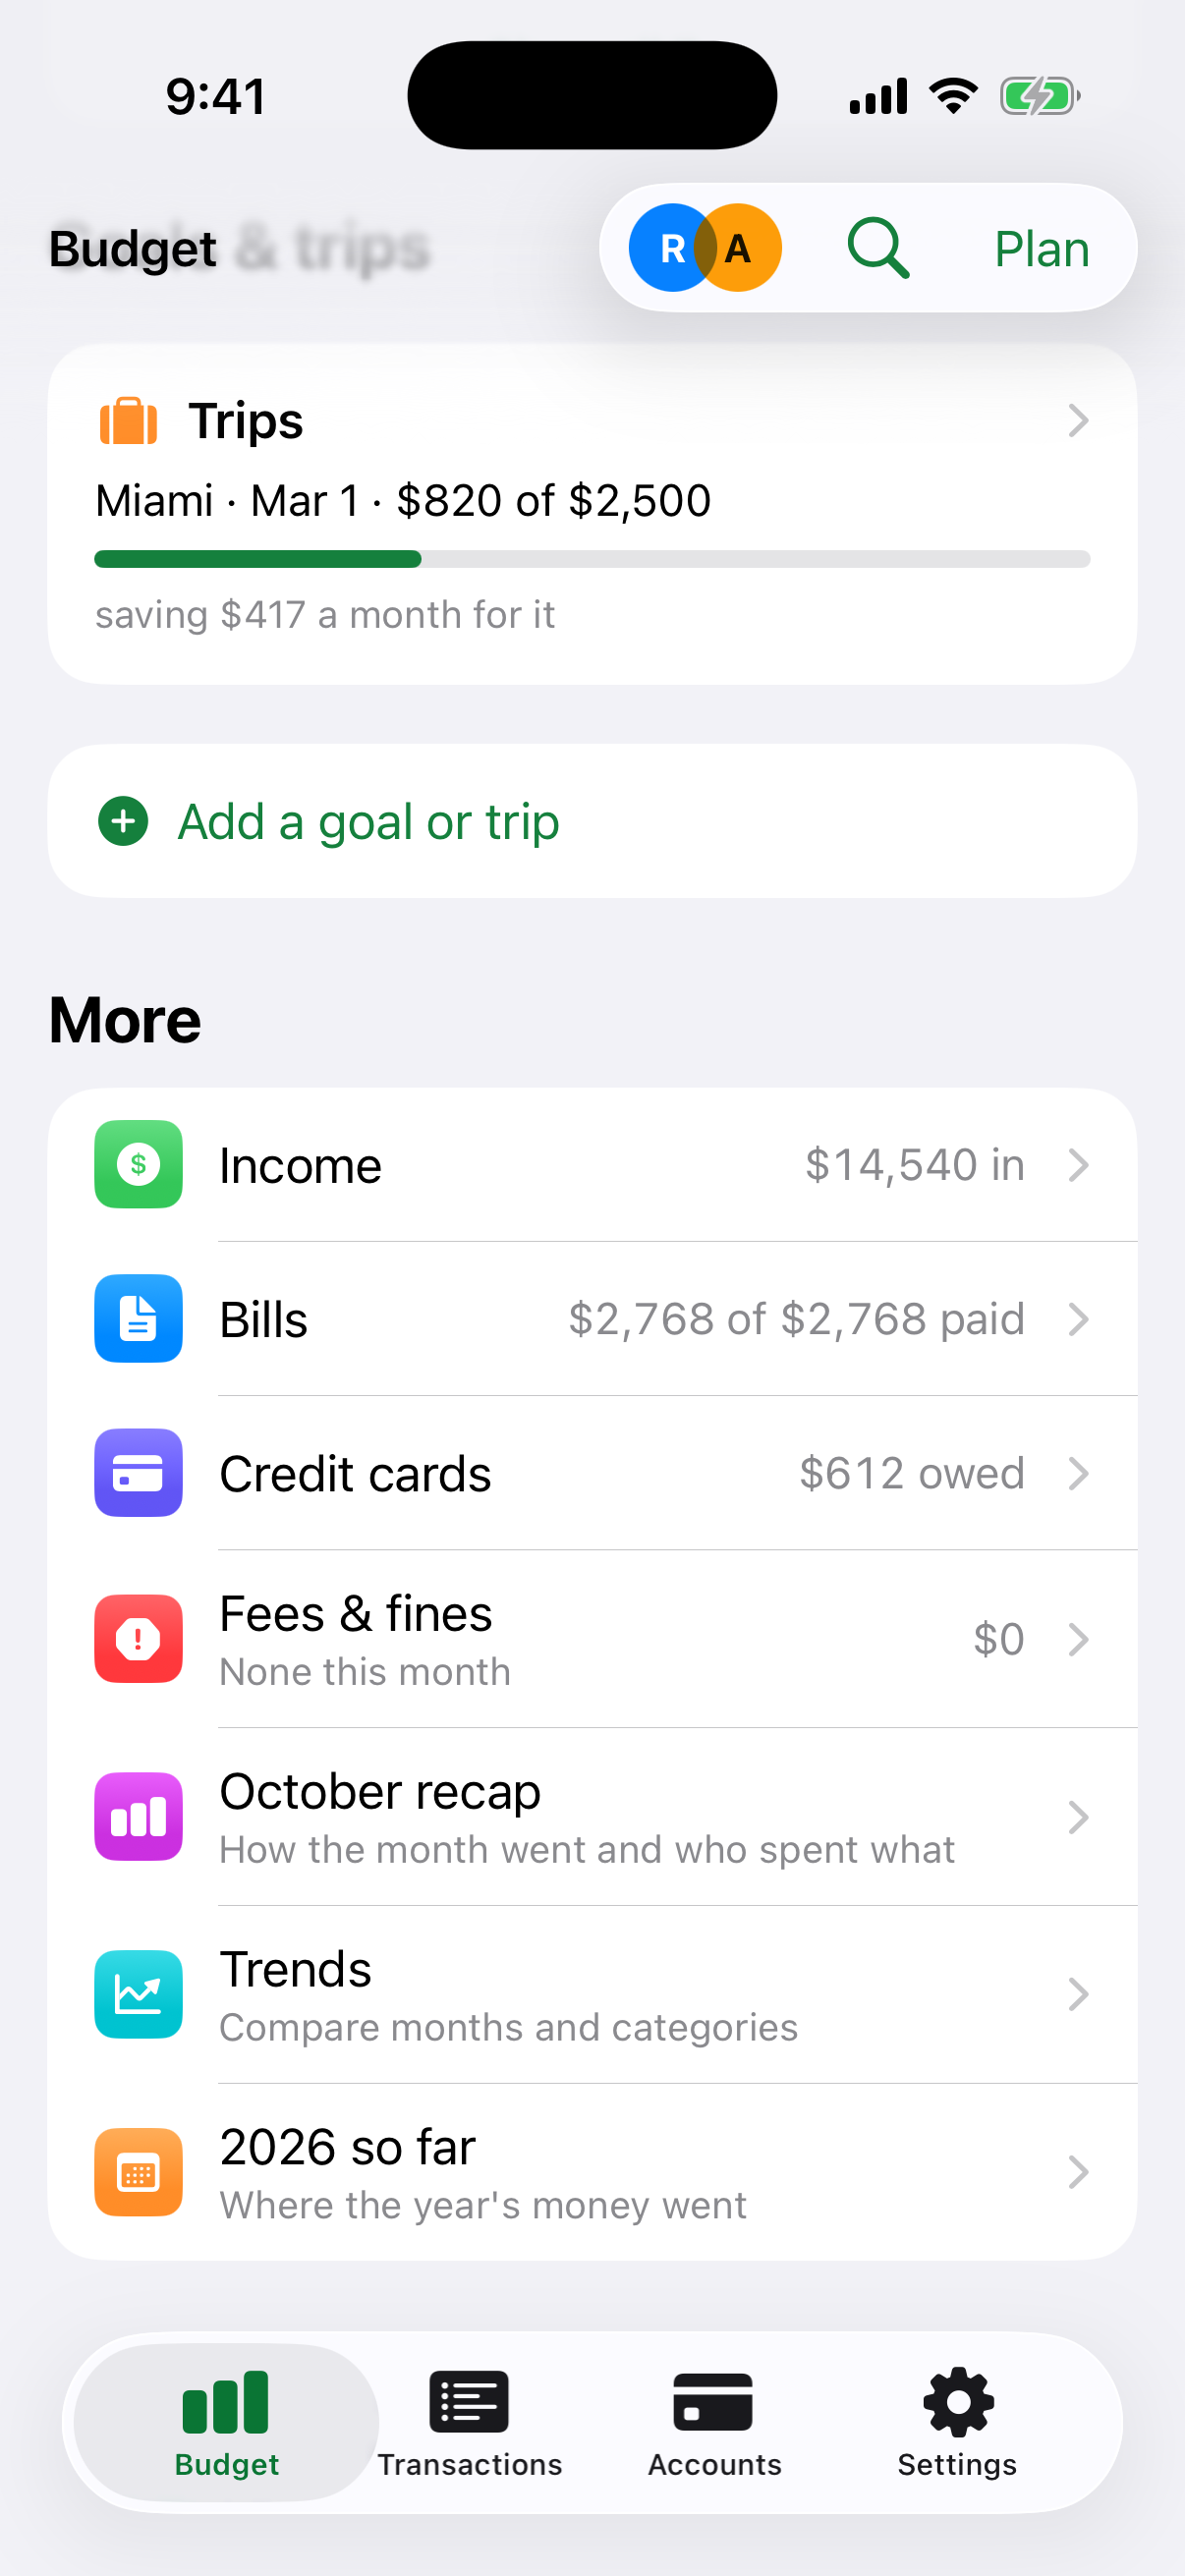 9:41
Budget
& trips
R A Plan
Trips
Miami · Mar 1 · $820 of $2,500
saving $417 a month for it
Add a goal or trip
More
Income $14,540 in
Bills $2,768 of $2,768 paid
Credit cards $612 owed
Fees & fines $0
None this month
October recap
How the month went and who spent what
Trends
Compare months and categories
2026 so far
Where the year's money went
Budget Transactions Accounts Settings